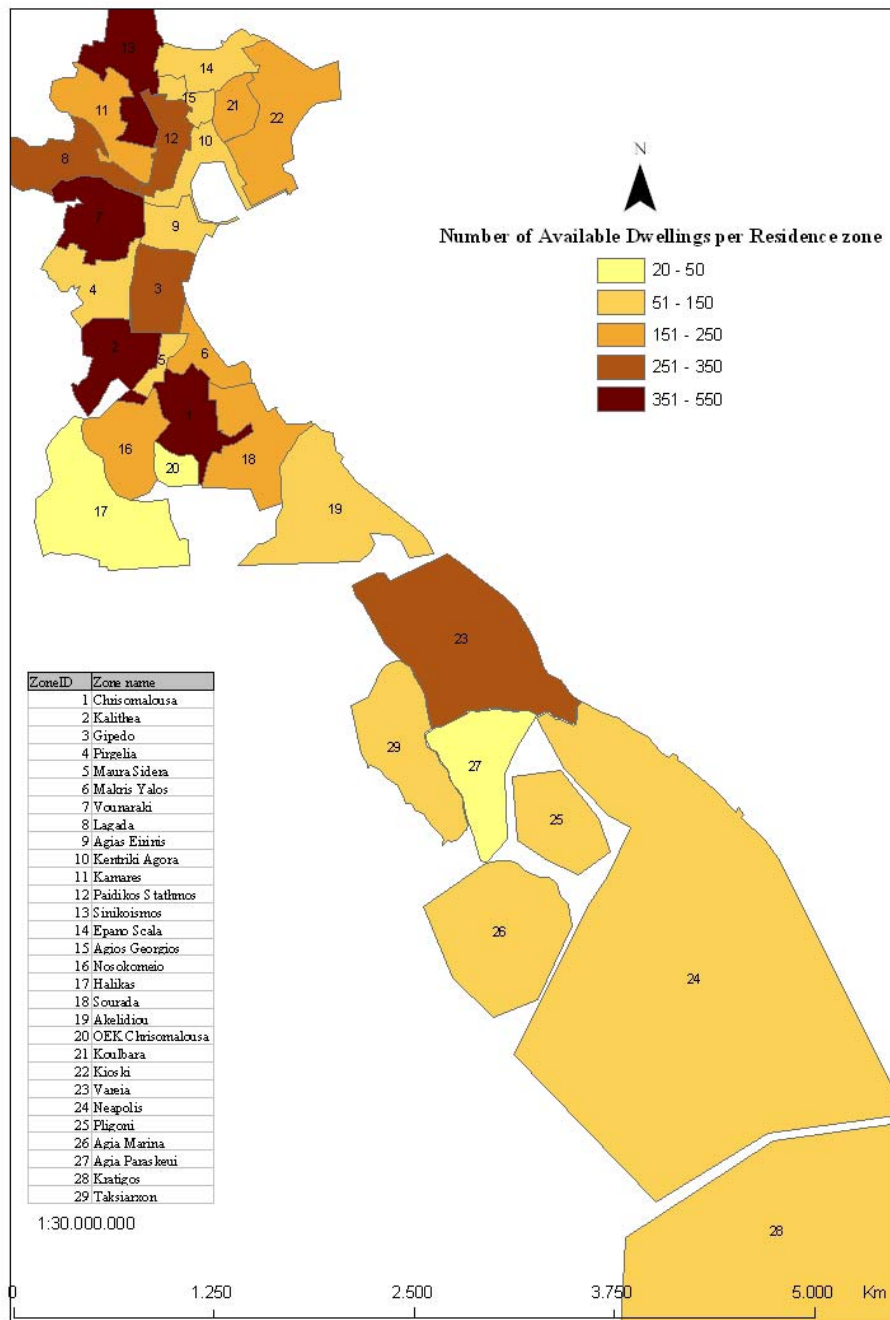 13
14
15
11
21
22
12
10
8
7
9
4
3
2
5
6
1
16
20
18
17
19
N
Number of Available Dwellings per Residence zone
20 - 50
51 - 150
151 - 250
251 - 350
351 - 550
23
29
27
25
26
24
28
ZoneID Zone name
1 Chrisomalousa
2 Kalithea
3 Gipedo
4 Pirgelia
5 Maura Sidera
6 Makris Yalos
7 Vounaraki
8 Lagada
9 Agias Eirinis
10 Kentriki Agora
11 Kamares
12 Paidikos Stathmos
13 Sinikoismos
14 Epano Scala
15 Agios Georgios
16 Nosokomeio
17 Halikas
18 Sourada
19 Akelidiou
20 OEK Chrisomalousa
21 Koulbara
22 Kioski
23 Vareia
24 Neapolis
25 Pligoni
26 Agia Marina
27 Agia Paraskeui
28 Kratigos
29 Taksiarxon
1:30.000.000
0 1.250 2.500 3.750 5.000 Km